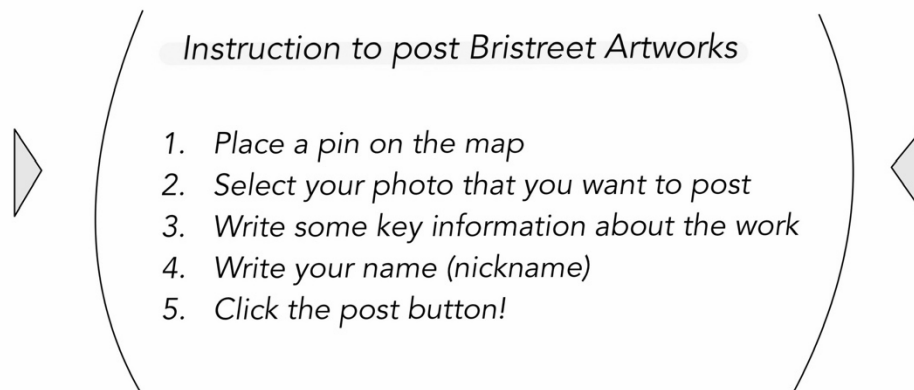 Instruction to post Bristreet Artworks
1. Place a pin on the map
2. Select your photo that you want to post
3. Write some key information about the work
4. Write your name (nickname)
5. Click the post button!